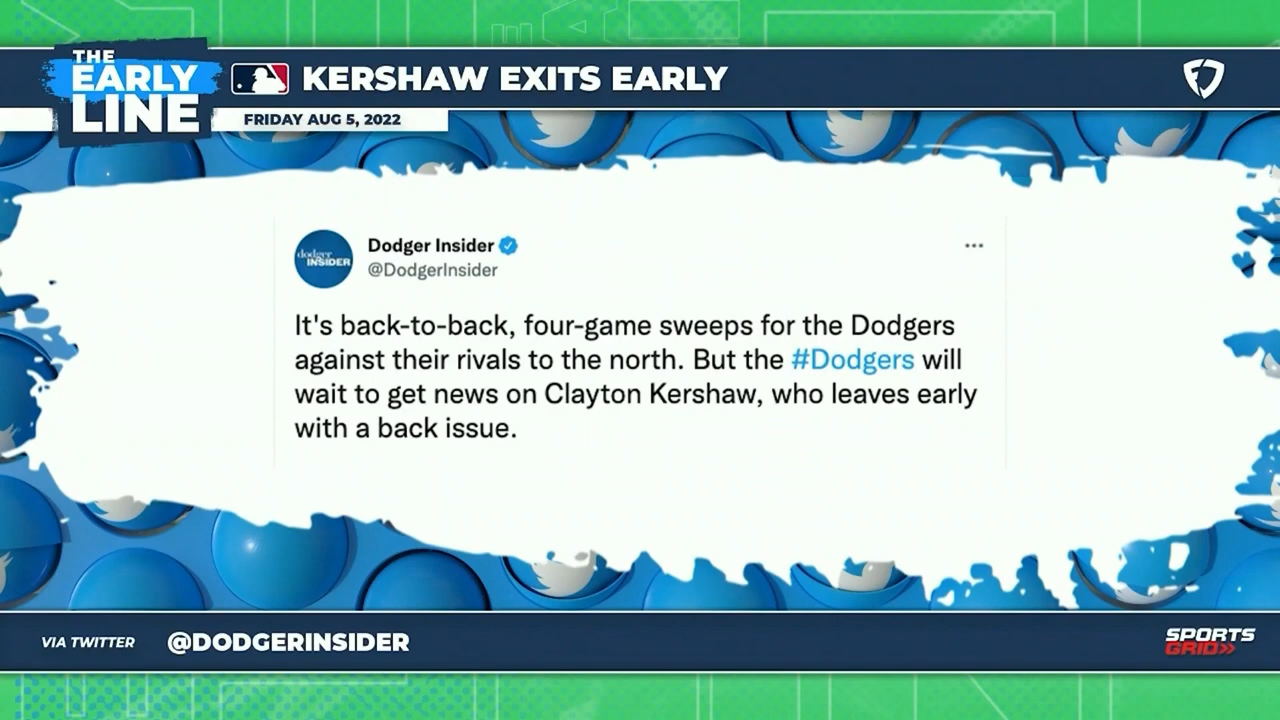 THE
EARLY
LINE
KERSHAW EXITS EARLY
FRIDAY AUG 5, 2022
dodger
INSIDER
Dodger Insider
@DodgerInsider
It's back-to-back, four-game sweeps for the Dodgers
against their rivals to the north. But the #Dodgers will
wait to get news on Clayton Kershaw, who leaves early
with a back issue.
VIA TWITTER
@DODGERINSIDER
SPORTS
GRID